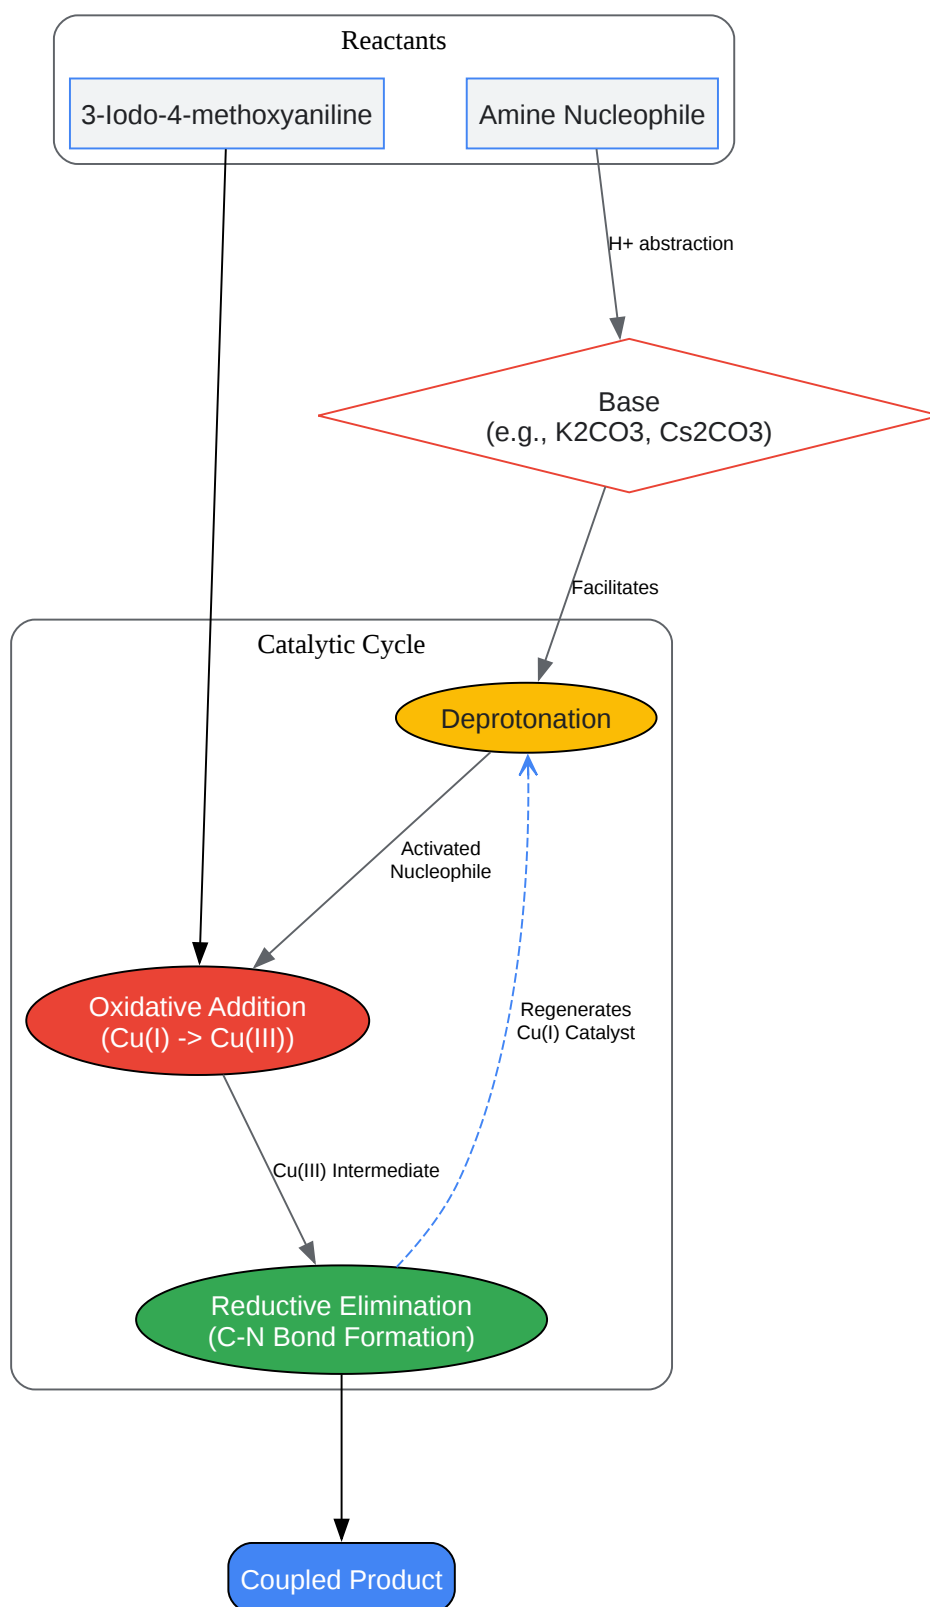 Reactants
3-Iodo-4-methoxyaniline
Amine Nucleophile
H+ abstraction
Base
(e.g., K2CO3, Cs2CO3)
Facilitates
Catalytic Cycle
Deprotonation
Activated
Nucleophile
Oxidative Addition
(Cu(I) -> Cu(III))
Regenerates
Cu(I) Catalyst
Cu(III) Intermediate
Reductive Elimination
(C-N Bond Formation)
Coupled Product